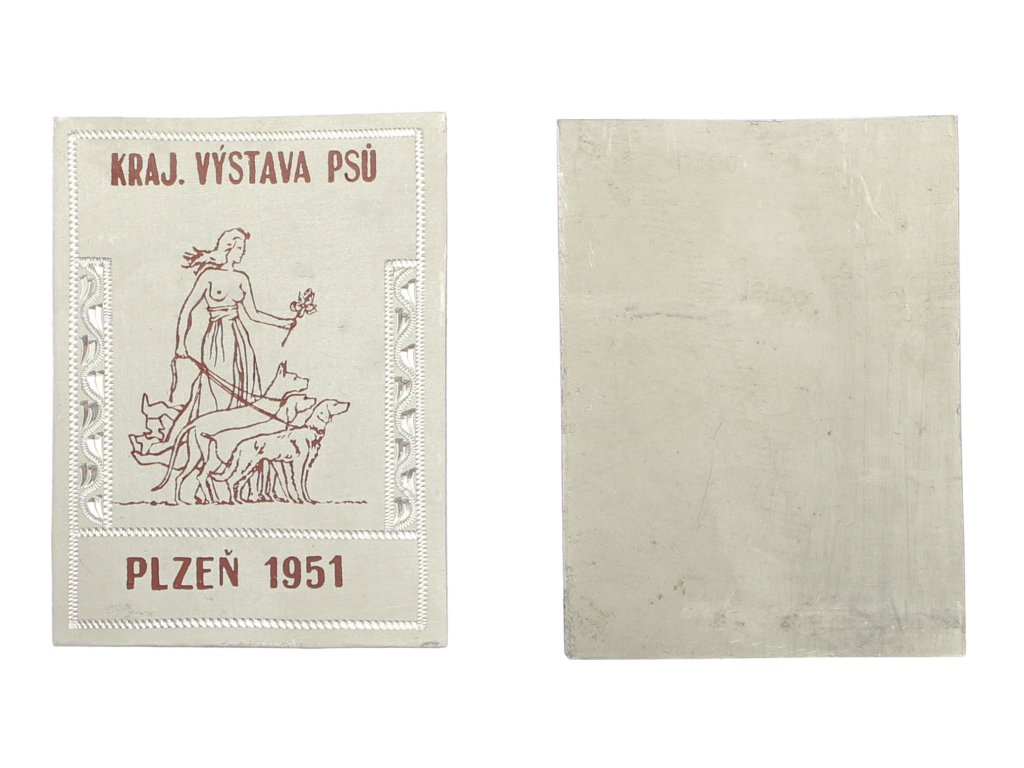 KRAJ. VÝSTAVA PSŮ
PLZEŇ 1951